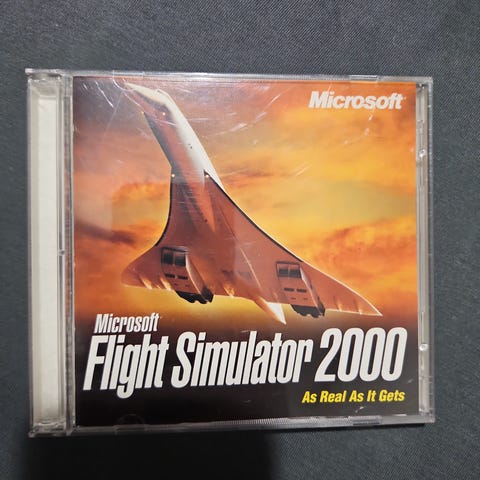 Microsoft
Microsoft
Flight Simulator 2000
As Real As It Gets